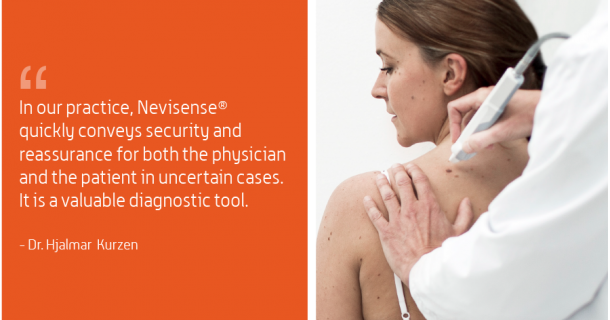 “
In our practice, Nevisense®
quickly conveys security and
reassurance for both the physician
and the patient in uncertain cases.
It is a valuable diagnostic tool.
- Dr. Hjalmar Kurzen